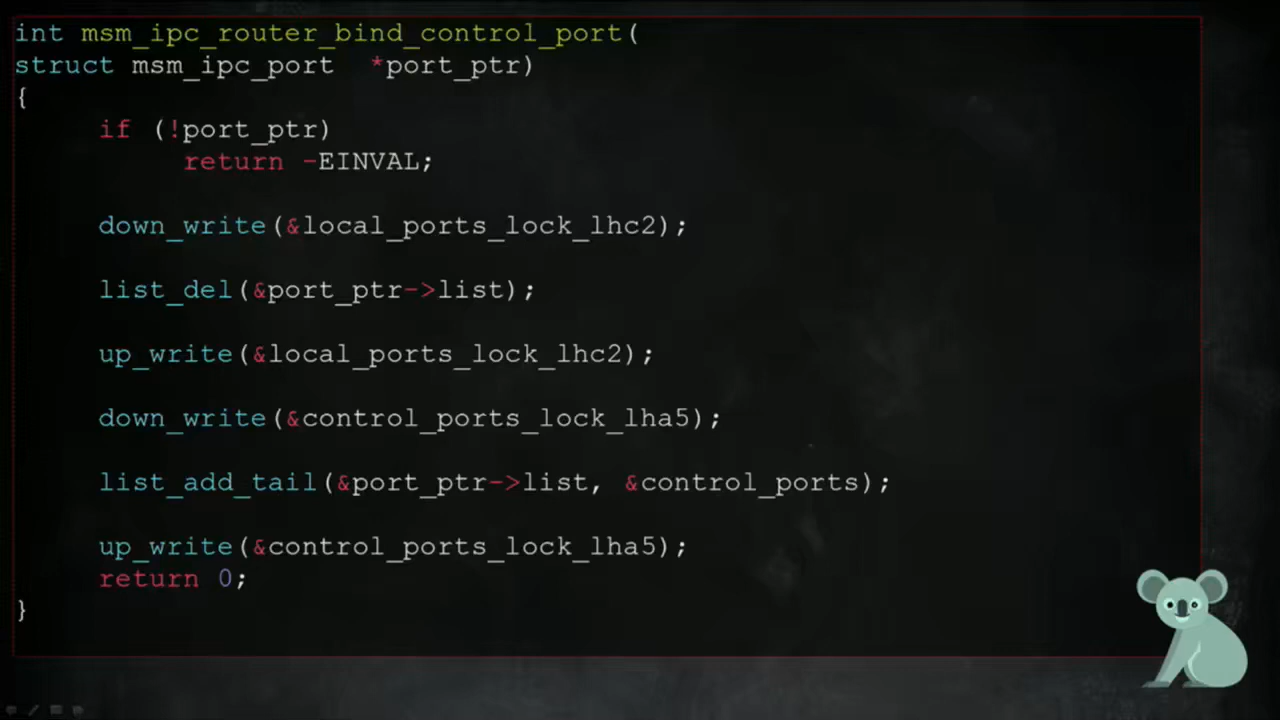 int msm_ipc_router_bind_control_port(
struct msm_ipc_port  *port_ptr)
{
     if (!port_ptr)
          return -EINVAL;
     down_write(&local_ports_lock_lhc2);
     list_del(&port_ptr->list);
     up_write(&local_ports_lock_lhc2);
     down_write(&control_ports_lock_lha5);
     list_add_tail(&port_ptr->list, &control_ports);
     up_write(&control_ports_lock_lha5);
     return 0;
}